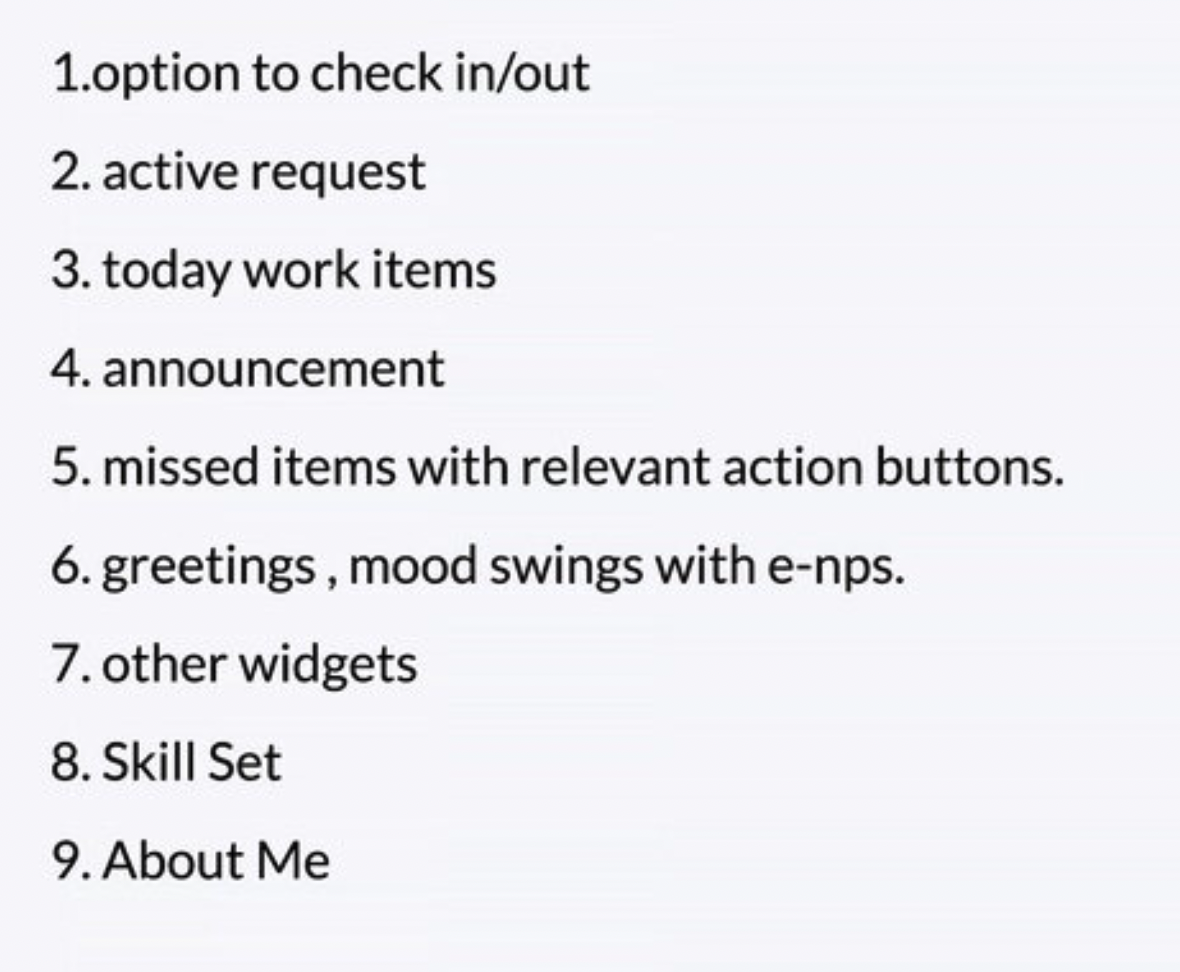 1.option to check in/out
2. active request
3. today work items
4. announcement
5. missed items with relevant action buttons.
6. greetings , mood swings with e-nps.
7. other widgets
8. Skill Set
9. About Me